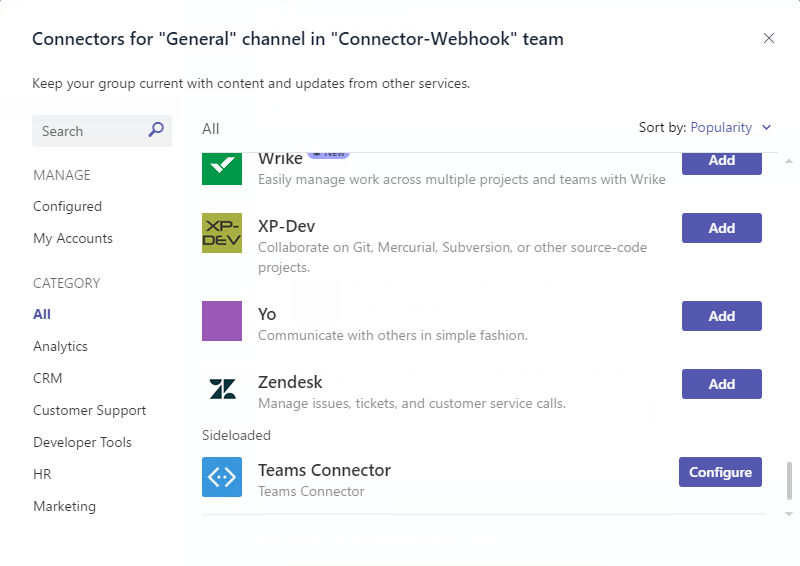 Connectors for "General" channel in "Connector-Webhook" team
Keep your group current with content and updates from other services.
Search
All
Sort by: Popularity
MANAGE
Configured
My Accounts
CATEGORY
All
Analytics
CRM
Customer Support
Developer Tools
HR
Marketing
Wrike New
Easily manage work across multiple projects and teams with Wrike
Add
XP-DEV
XP-Dev
Collaborate on Git, Mercurial, Subversion, or other source-code
projects.
Add
Yo
Communicate with others in simple fashion.
Add
Zendesk
Manage issues, tickets, and customer service calls.
Add
Sideloaded
Teams Connector
Teams Connector
Configure